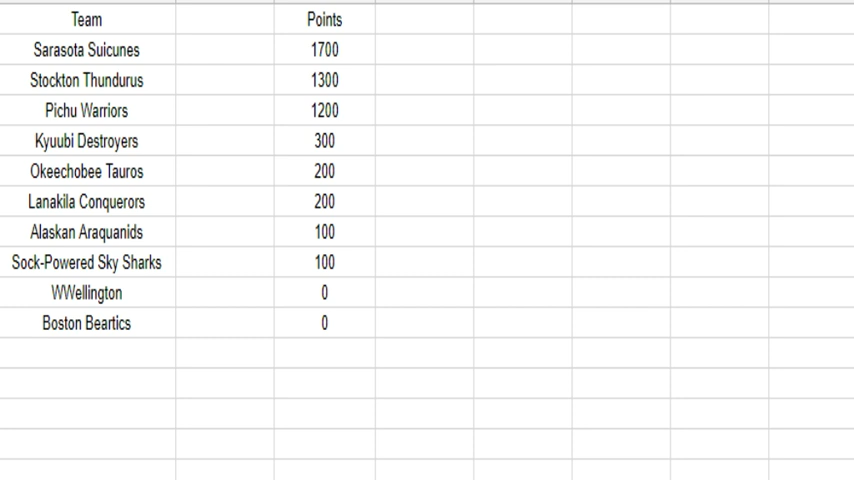 Team Points
Sarasota Suicunes 1700
Stockton Thundurus 1300
Pichu Warriors 1200
Kyuubi Destroyers 300
Okeechobee Tauros 200
Lanakila Conquerors 200
Alaskan Araquanids 100
Sock-Powered Sky Sharks 100
WWellington 0
Boston Beartics 0